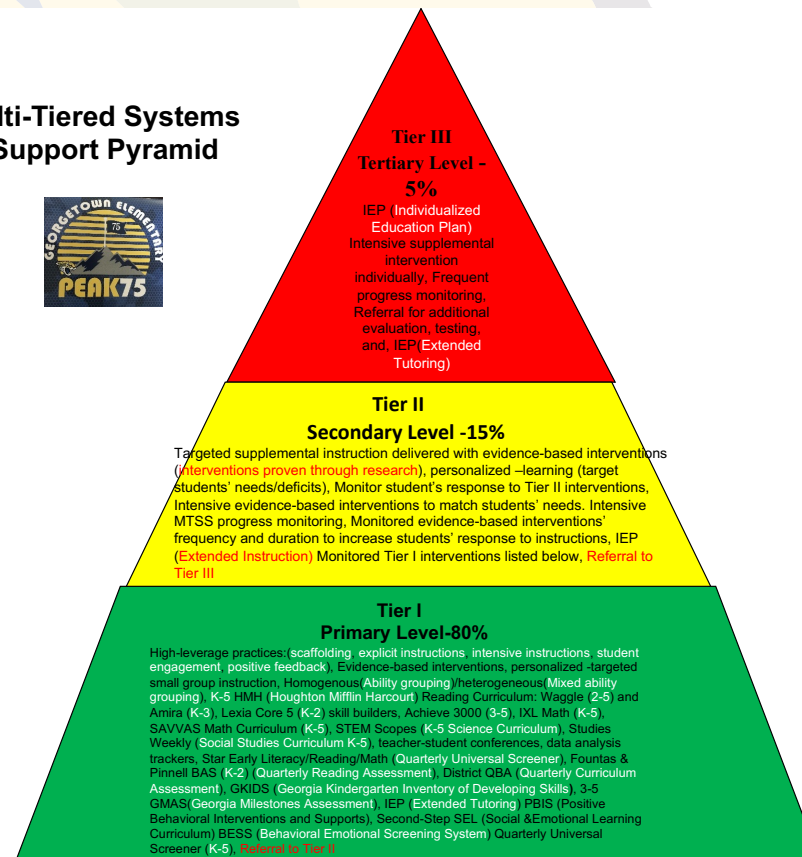 lti-Tiered Systems
Support Pyramid
GEORGETOWN ELEMENTARY
75
PEAK75
Tier III
Tertiary Level -
5%
IEP (Individualized
Education Plan)
Intensive supplemental
intervention
individually, Frequent
progress monitoring,
Referral for additional
evaluation, testing,
and, IEP(Extended
Tutoring)
Tier II
Secondary Level -15%
Targeted supplemental instruction delivered with evidence-based interventions
(interventions proven through research), personalized –learning (target
students’ needs/deficits), Monitor student’s response to Tier II interventions,
Intensive evidence-based interventions to match students’ needs. Intensive
MTSS progress monitoring, Monitored evidence-based interventions’
frequency and duration to increase students’ response to instructions, IEP
(Extended Instruction) Monitored Tier I interventions listed below, Referral to
Tier III
Tier I
Primary Level-80%
High-leverage practices:(scaffolding, explicit instructions, intensive instructions, student
engagement, positive feedback), Evidence-based interventions, personalized -targeted
small group instruction, Homogenous(Ability grouping)/heterogeneous(Mixed ability
grouping), K-5 HMH (Houghton Mifflin Harcourt) Reading Curriculum: Waggle (2-5) and
Amira (K-3), Lexia Core 5 (K-2) skill builders, Achieve 3000 (3-5), IXL Math (K-5),
SAVVAS Math Curriculum (K-5), STEM Scopes (K-5 Science Curriculum), Studies
Weekly (Social Studies Curriculum K-5), teacher-student conferences, data analysis
trackers, Star Early Literacy/Reading/Math (Quarterly Universal Screener), Fountas &
Pinnell BAS (K-2) (Quarterly Reading Assessment), District QBA (Quarterly Curriculum
Assessment), GKIDS (Georgia Kindergarten Inventory of Developing Skills), 3-5
GMAS(Georgia Milestones Assessment), IEP (Extended Tutoring) PBIS (Positive
Behavioral Interventions and Supports), Second-Step SEL (Social &Emotional Learning
Curriculum) BESS (Behavioral Emotional Screening System) Quarterly Universal
Screener (K-5), Referral to Tier II